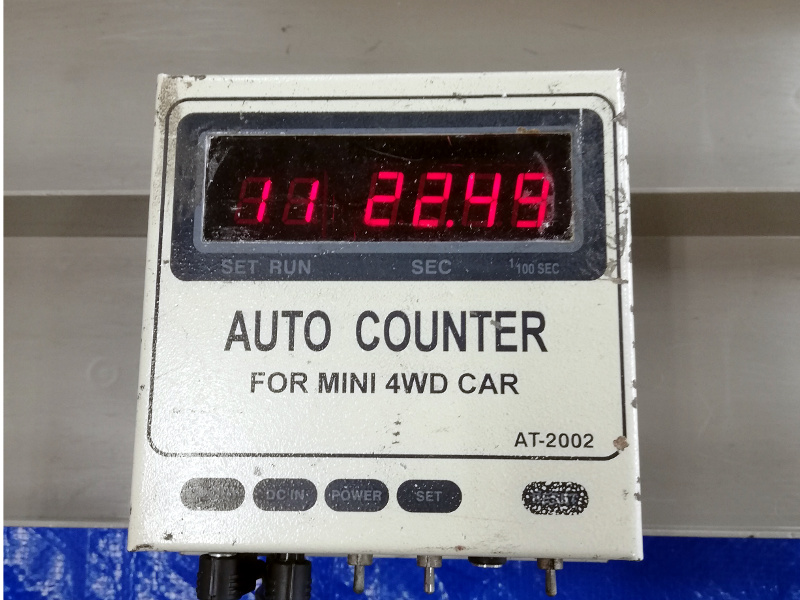 11 22.49
SET RUN SEC 1/100 SEC
AUTO COUNTER
FOR MINI 4WD CAR
AT-2002
DC IN POWER SET RESET